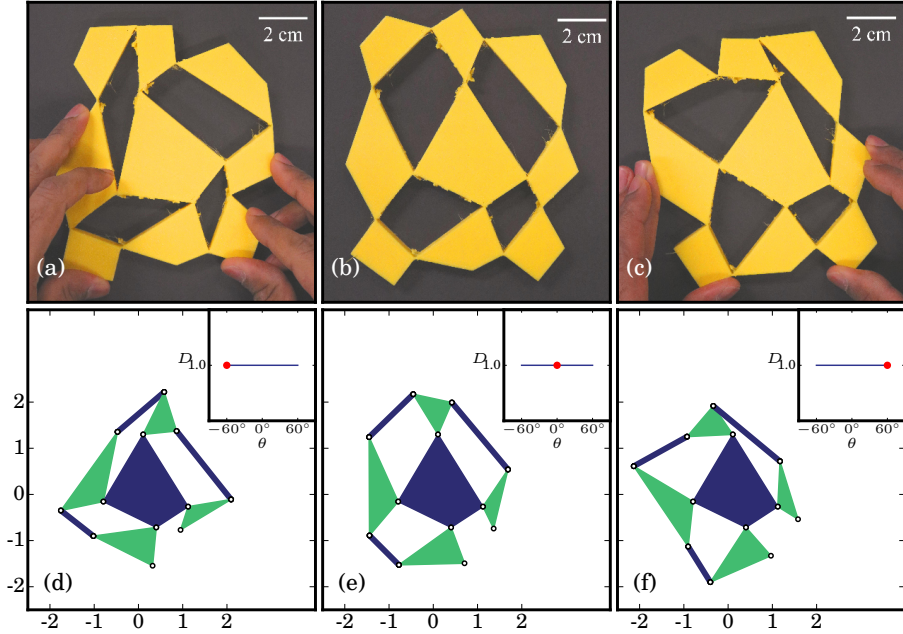 2 cm
2 cm
2 cm
(a)
(b)
(c)
D
1.0
−60° 0° 60°
θ
D
1.0
−60° 0° 60°
θ
D
1.0
−60° 0° 60°
θ
2
1
0
-1
-2
(d)
(e)
(f)
-2 -1 0 1 2
-2 -1 0 1 2
-2 -1 0 1 2